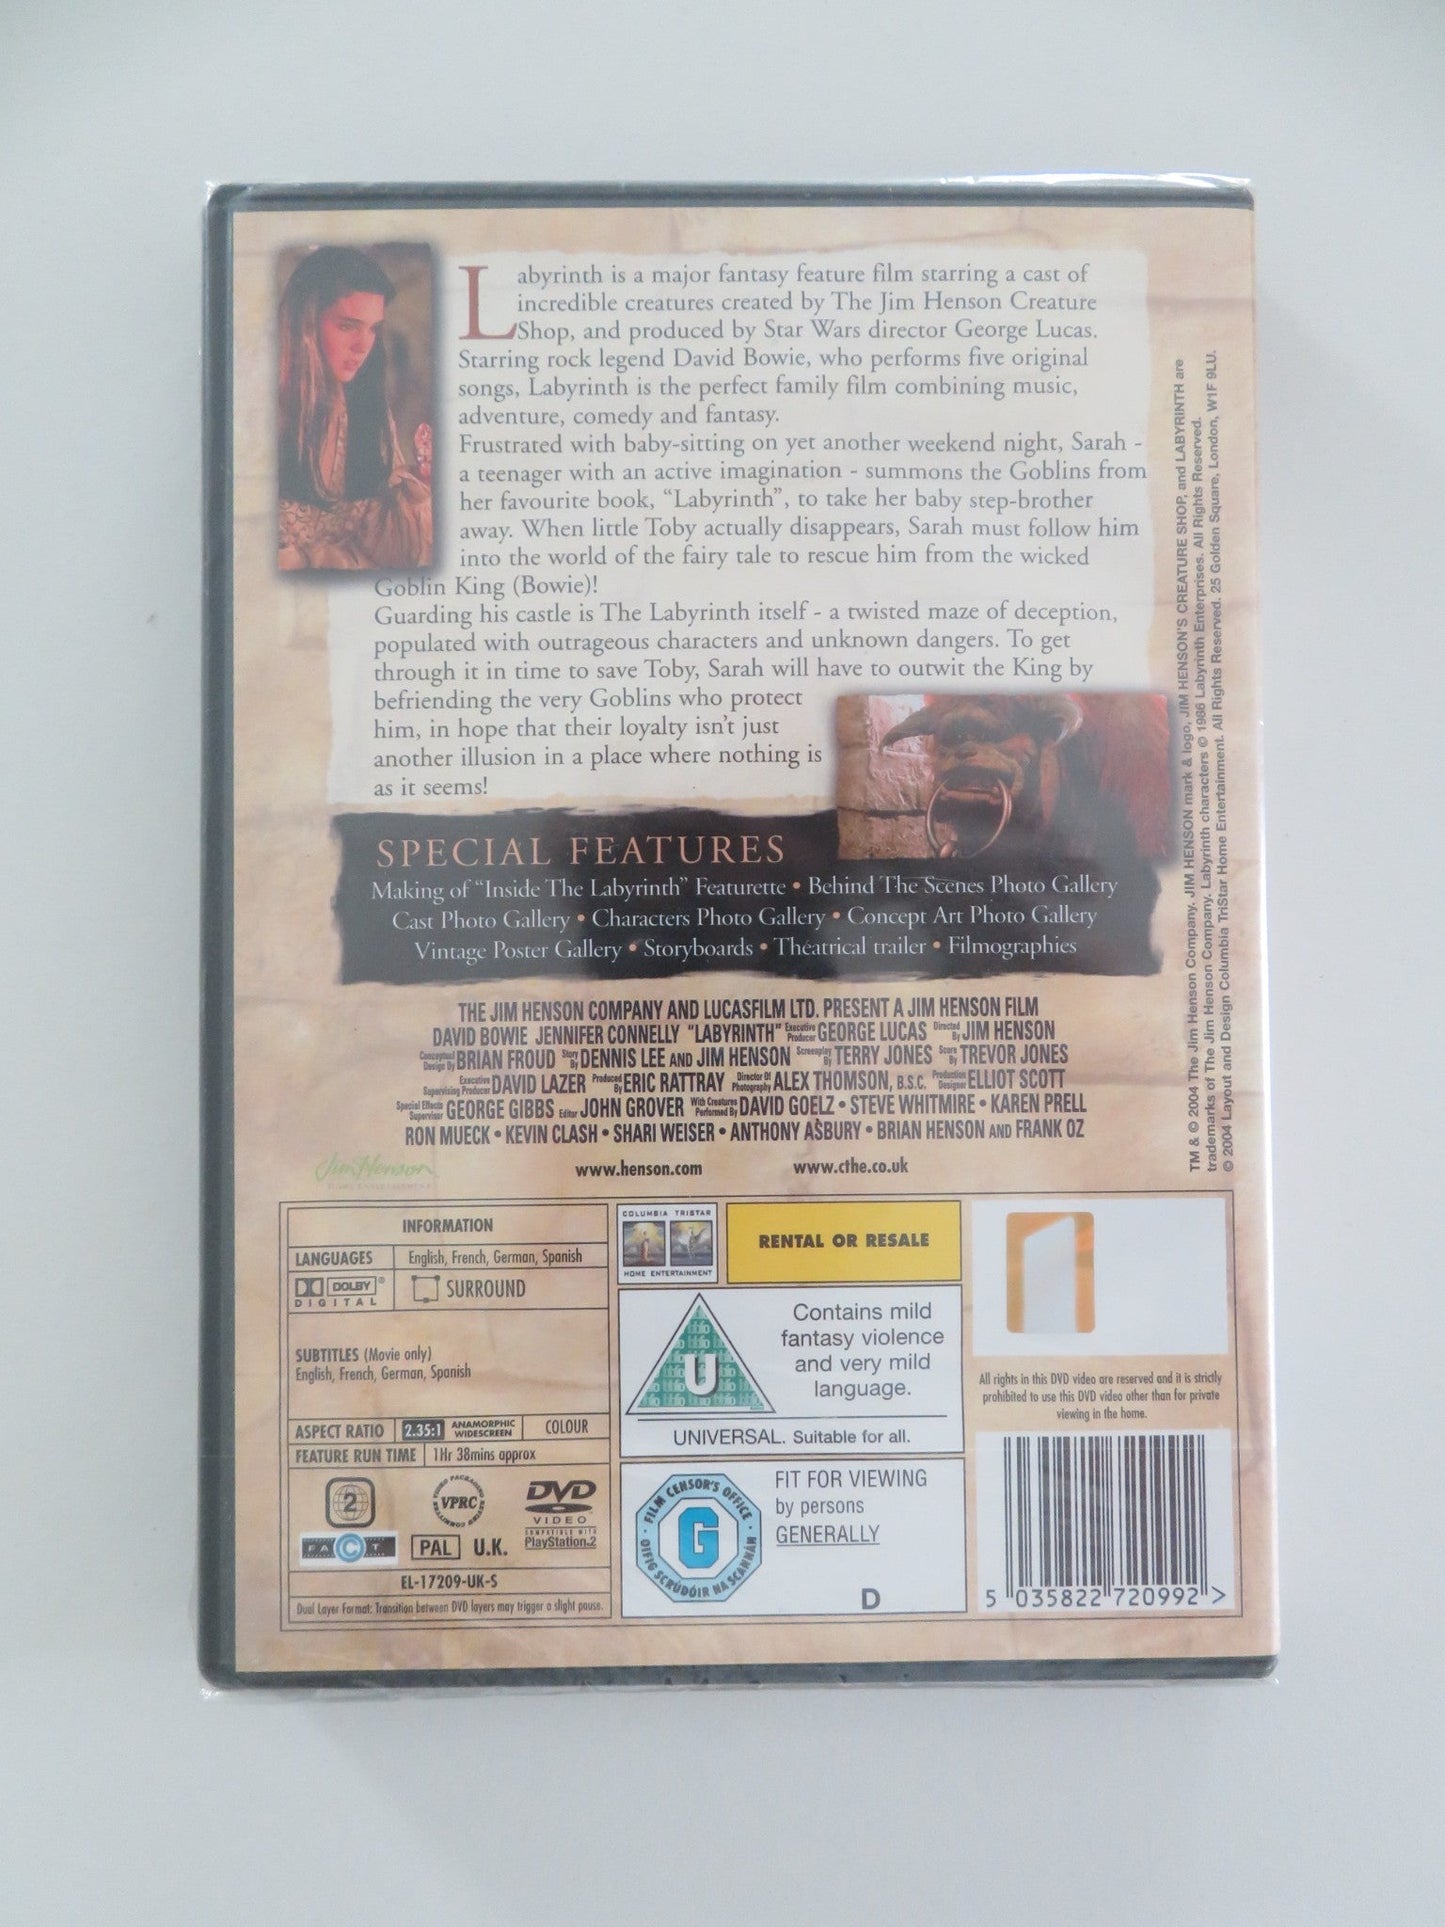 Labyrinth is a major fantasy feature film starring a cast of
incredible creatures created by The Jim Henson Creature
Shop, and produced by Star Wars director George Lucas.
Starring rock legend David Bowie, who performs five original
songs, Labyrinth is the perfect family film combining music,
adventure, comedy and fantasy.
Frustrated with baby-sitting on yet another weekend night, Sarah -
a teenager with an active imagination - summons the Goblins from
her favourite book, “Labyrinth”, to take her baby step-brother
away. When little Toby actually disappears, Sarah must follow him
into the world of the fairy tale to rescue him from the wicked
Goblin King (Bowie)!
Guarding his castle is The Labyrinth itself - a twisted maze of deception,
populated with outrageous characters and unknown dangers. To get
through it in time to save Toby, Sarah will have to outwit the King by
befriending the very Goblins who protect
him, in hope that their loyalty isn't just
another illusion in a place where nothing is
as it seems!
SPECIAL FEATURES
Making of “Inside The Labyrinth” Featurette • Behind The Scenes Photo Gallery
Cast Photo Gallery • Characters Photo Gallery • Concept Art Photo Gallery
Vintage Poster Gallery • Storyboards • Theatrical trailer • Filmographies
THE JIM HENSON COMPANY AND LUCASFILM LTD. PRESENT A JIM HENSON FILM
DAVID BOWIE JENNIFER CONNELLY "LABYRINTH" Executive Producer GEORGE LUCAS Directed By JIM HENSON
Conceptual Design By BRIAN FROUD Story By DENNIS LEE AND JIM HENSON Screenplay By TERRY JONES Score By TREVOR JONES
Executive Supervising Producer DAVID LAZER Produced By ERIC RATTRAY Director Of Photography ALEX THOMSON, B.S.C. Production Designer ELLIOT SCOTT
Special Effects Supervisor GEORGE GIBBS Editor JOHN GROVER With Creatures Performed By DAVID GOELZ • STEVE WHITMIRE • KAREN PRELL
RON MUECK • KEVIN CLASH • SHARI WEISER • ANTHONY ASBURY • BRIAN HENSON AND FRANK OZ
Jim Henson
HOME ENTERTAINMENT
www.henson.com www.cthe.co.uk
TM & © 2004 The Jim Henson Company. JIM HENSON mark & logo, JIM HENSON'S CREATURE SHOP, and LABYRINTH are
trademarks of The Jim Henson Company. Labyrinth characters © 1986 Labyrinth Enterprises. All Rights Reserved.
© 2004 Layout and Design Columbia TriStar Home Entertainment. All Rights Reserved. 25 Golden Square, London, W1F 9LU.
INFORMATION
LANGUAGES English, French, German, Spanish
DOLBY®
DIGITAL
SURROUND
SUBTITLES (Movie only)
English, French, German, Spanish
ASPECT RATIO 2.35:1 ANAMORPHIC WIDESCREEN COLOUR
FEATURE RUN TIME 1Hr 38mins approx
2
VIDEO PACKAGING REVIEW COMMITTEE
VPRC
DVD
VIDEO
COMPATIBLE WITH
PlayStation.2
FACT
PAL U.K.
EL-17209-UK-S
Dual Layer Format: Transition between DVD layers may trigger a slight pause.
COLUMBIA TRISTAR
HOME ENTERTAINMENT
RENTAL OR RESALE
U
Contains mild
fantasy violence
and very mild
language.
UNIVERSAL. Suitable for all.
FILM CENSOR'S OFFICE
OIFIG SCRÚDÓIR NA SCANNÁN
G
FIT FOR VIEWING
by persons
GENERALLY
D
All rights in this DVD video are reserved and it is strictly
prohibited to use this DVD video other than for private
viewing in the home.
5 035822 720992 >